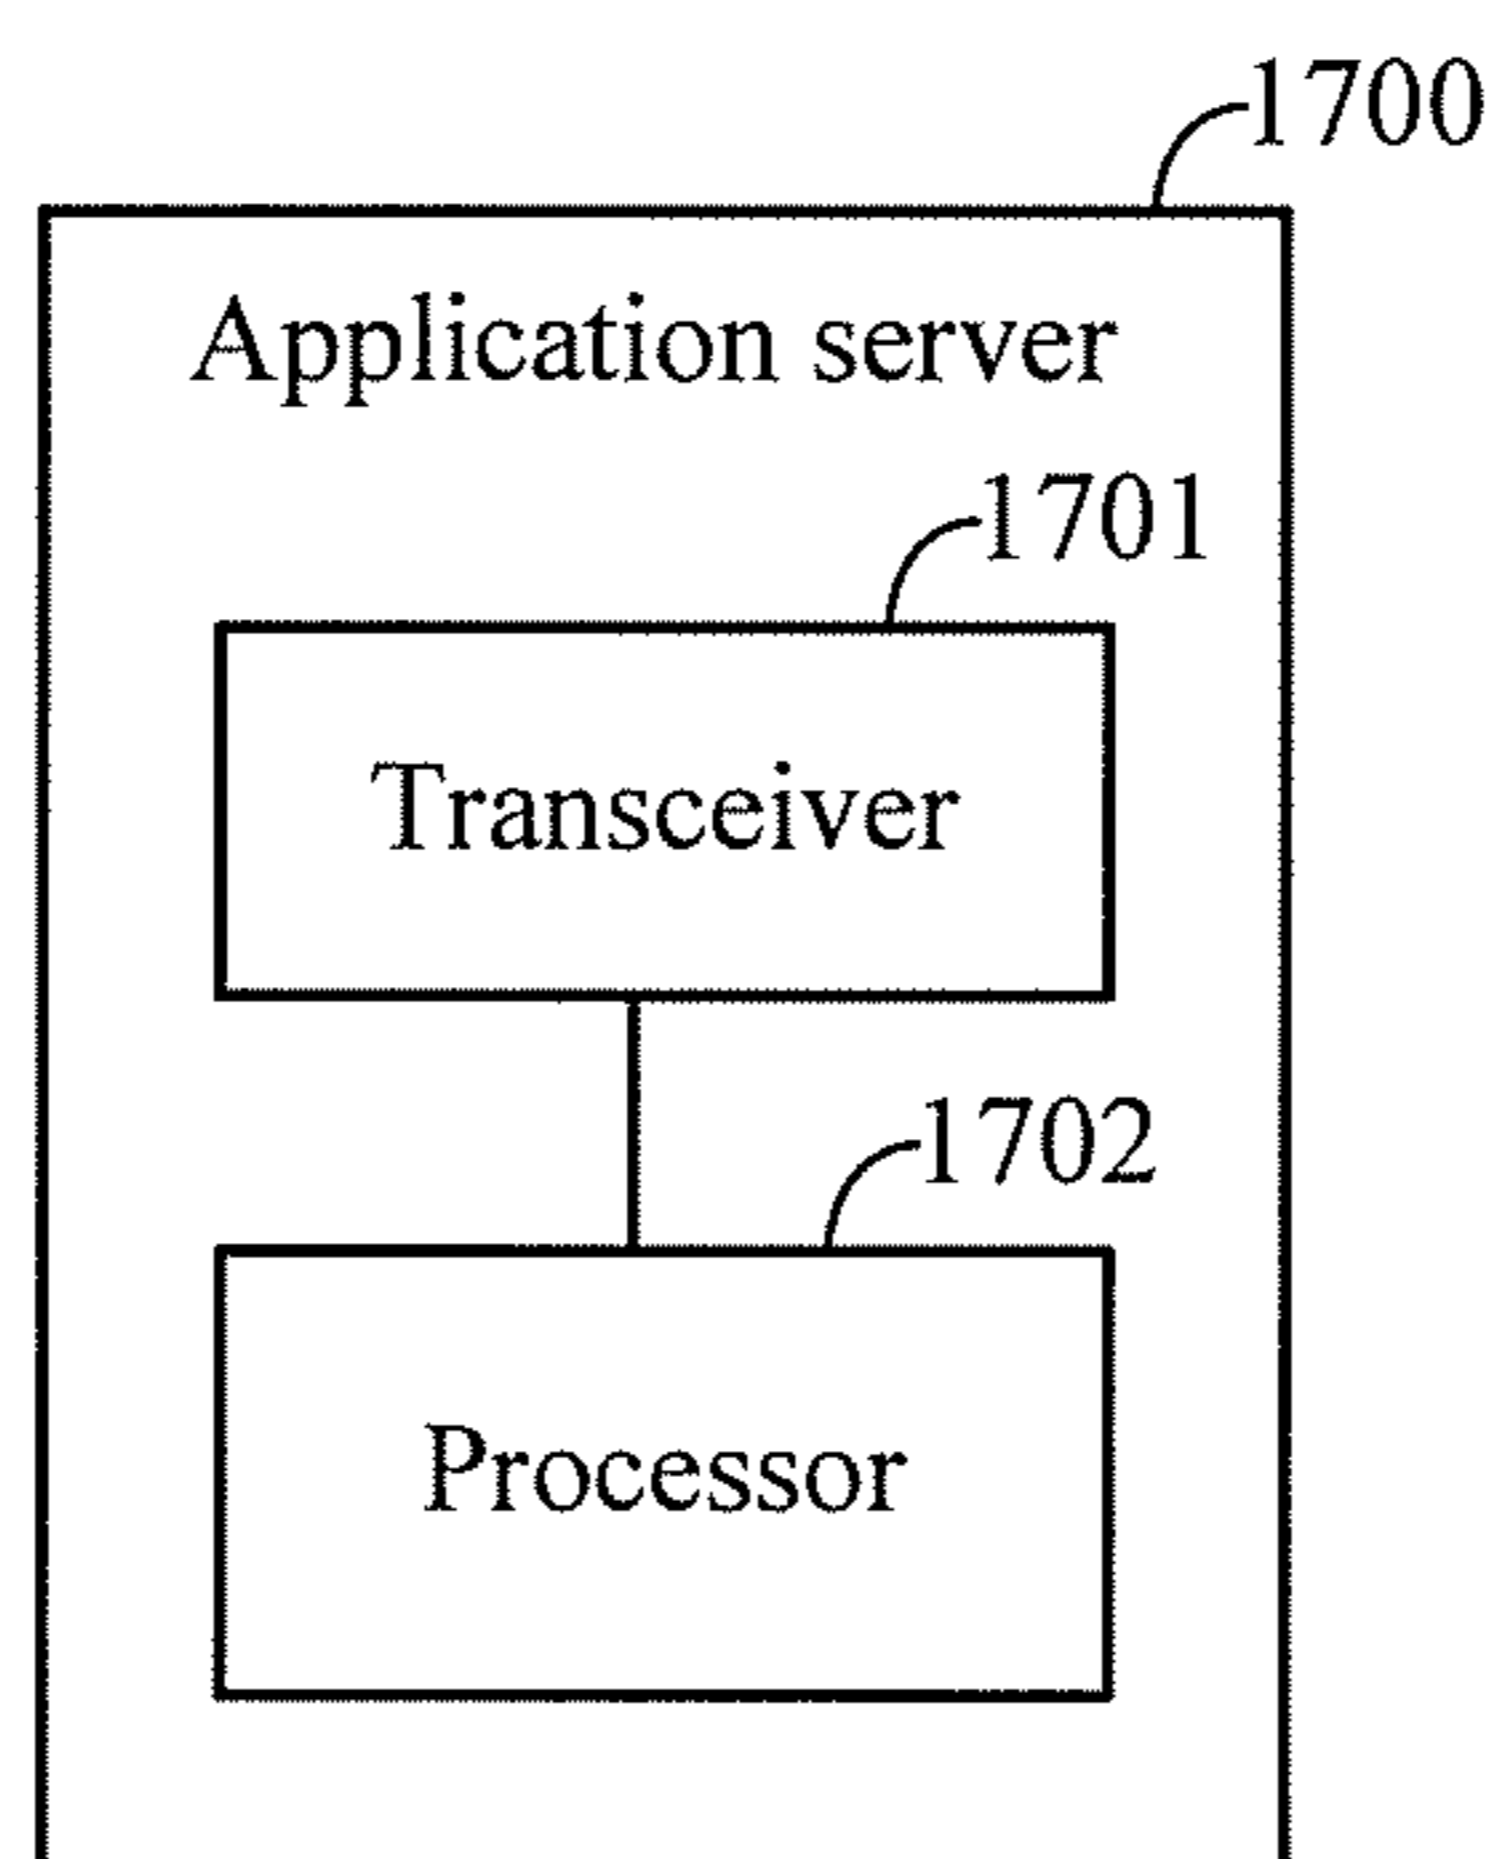 1700
Application server
1701
Transceiver
1702
Processor